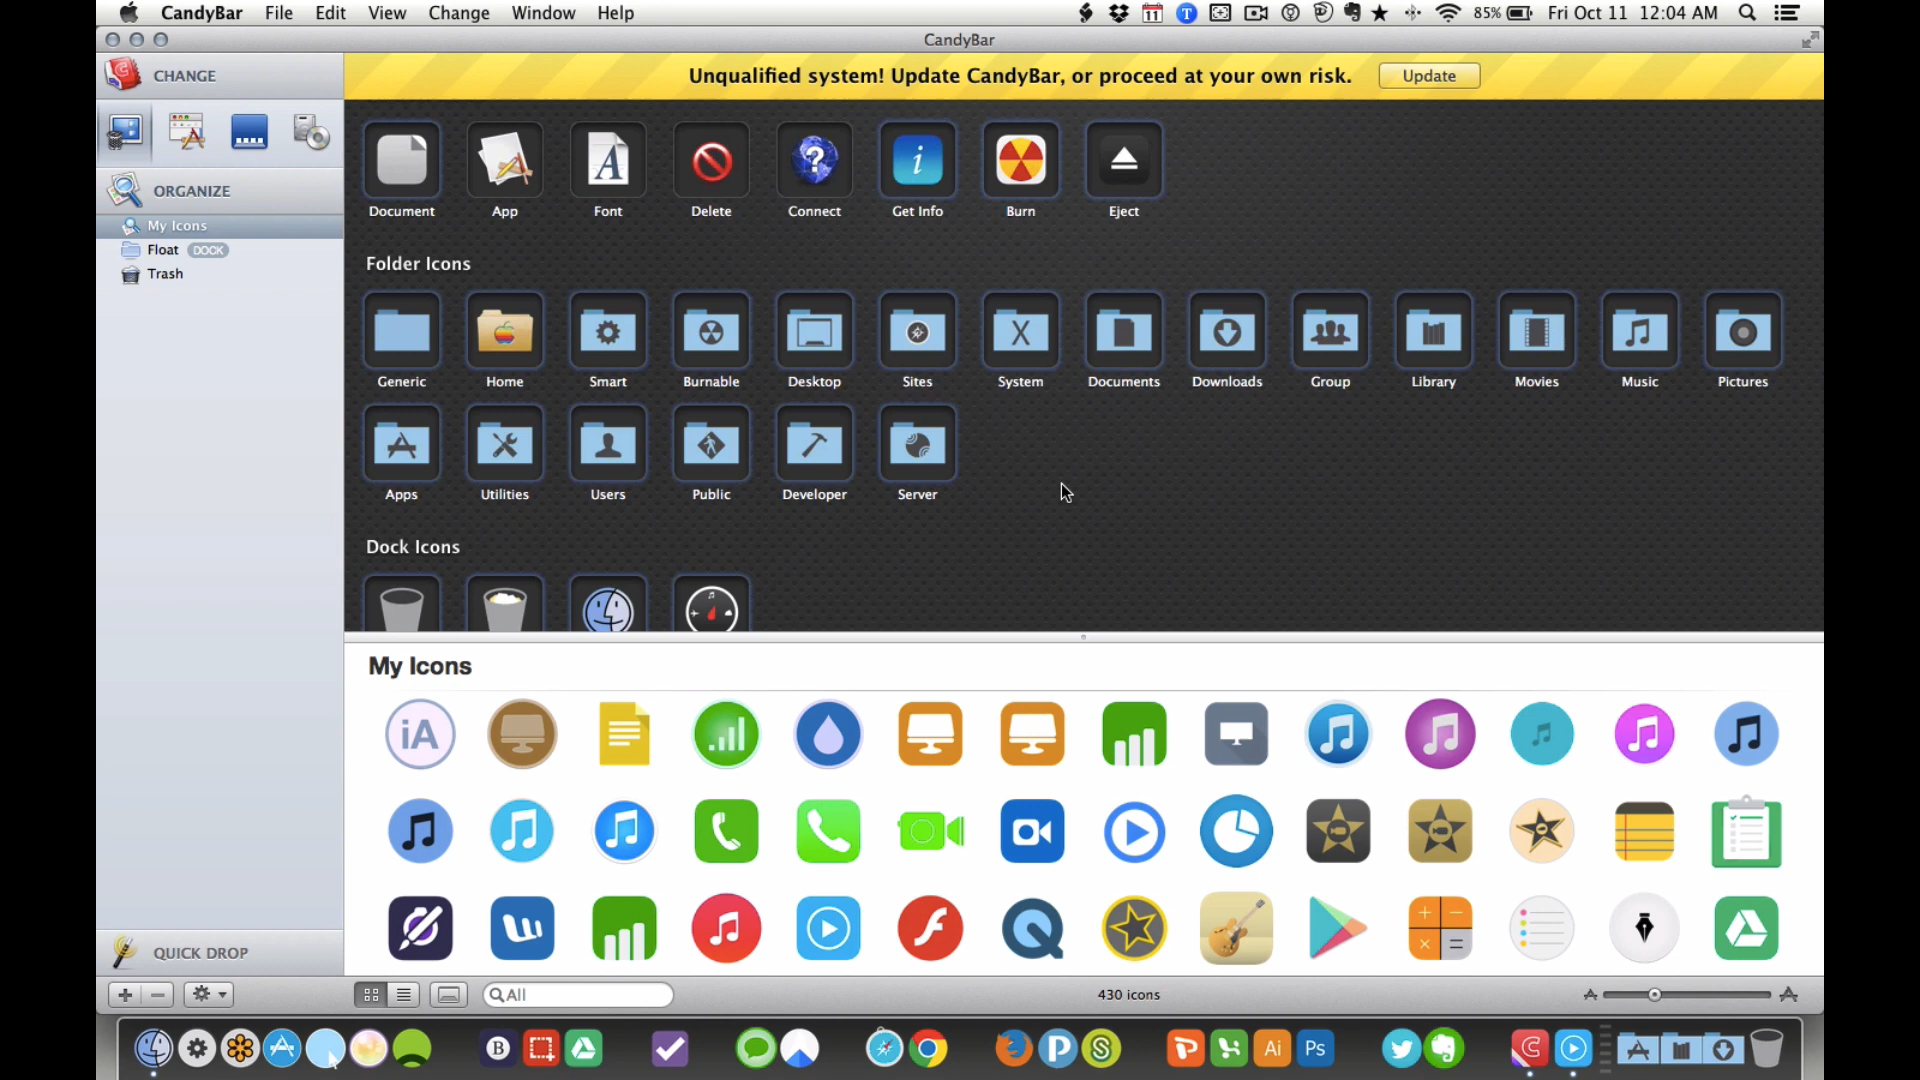 CandyBar File Edit View Change Window Help
11 T 85% Fri Oct 11 12:04 AM
CandyBar
CHANGE
Unqualified system! Update CandyBar, or proceed at your own risk. Update
ORGANIZE
My Icons
Float DOCK
Trash
A ? i
Document App Font Delete Connect Get Info Burn Eject
Folder Icons
X
Generic Home Smart Burnable Desktop Sites System Documents Downloads Group Library Movies Music Pictures
Apps Utilities Users Public Developer Server
Dock Icons
My Icons
iA
QUICK DROP
All
430 icons
B P S Ai Ps C